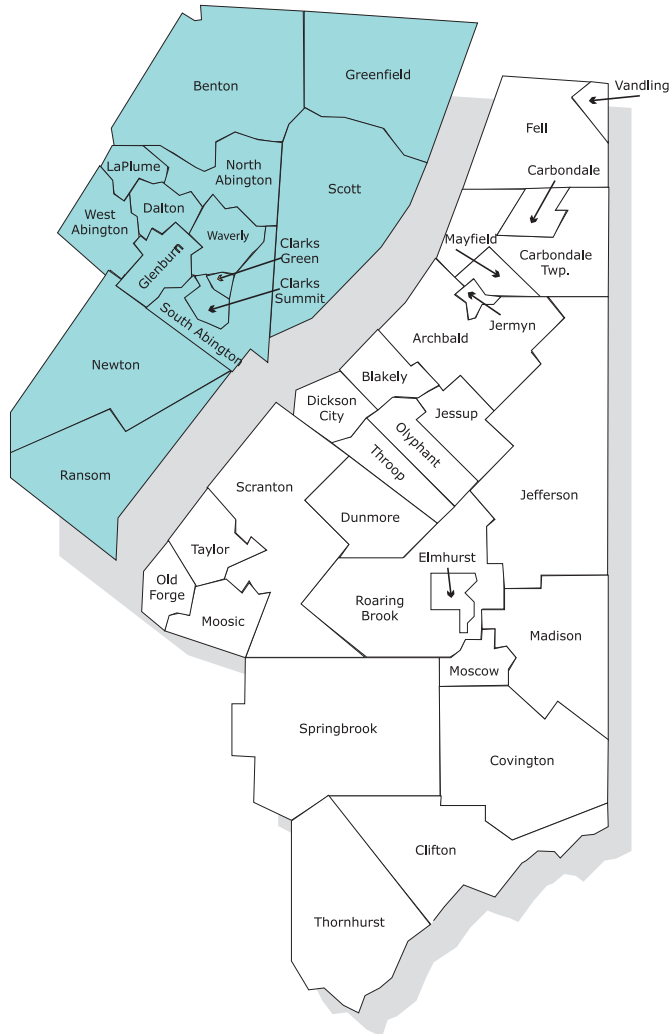 Vandling
Benton
Greenfield
Fell
LaPlume
North
Abington
Carbondale
Scott
West
Abington
Dalton
Waverly
Mayfield
Clarks
Green
Carbondale
Twp.
Glenburn
Clarks
Summit
South Abington
Jermyn
Archbald
Newton
Blakely
Dickson
City
Jessup
Olyphant
Throop
Ransom
Scranton
Jefferson
Dunmore
Taylor
Elmhurst
Old
Forge
Roaring
Brook
Moosic
Madison
Moscow
Springbrook
Covington
Clifton
Thornhurst